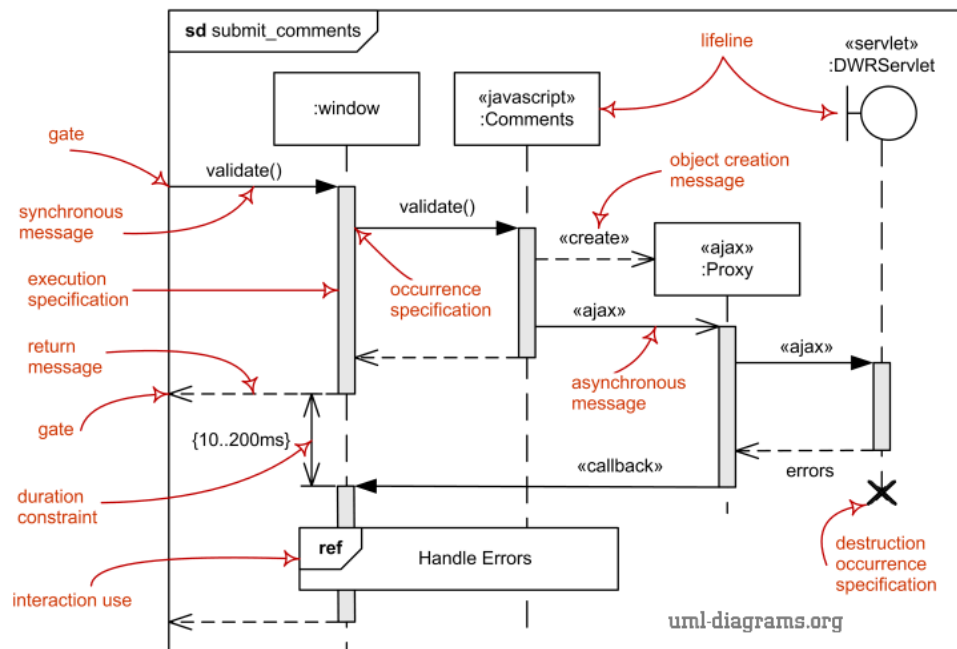 sd submit_comments
lifeline
«servlet»
:DWRServlet
:window
«javascript»
:Comments
gate
validate()
object creation
message
synchronous
message
validate()
«create»
«ajax»
:Proxy
execution
specification
occurrence
specification
«ajax»
return
message
asynchronous
message
«ajax»
gate
{10..200ms}
«callback»
errors
duration
constraint
ref
Handle Errors
destruction
occurrence
specification
interaction use
uml-diagrams.org